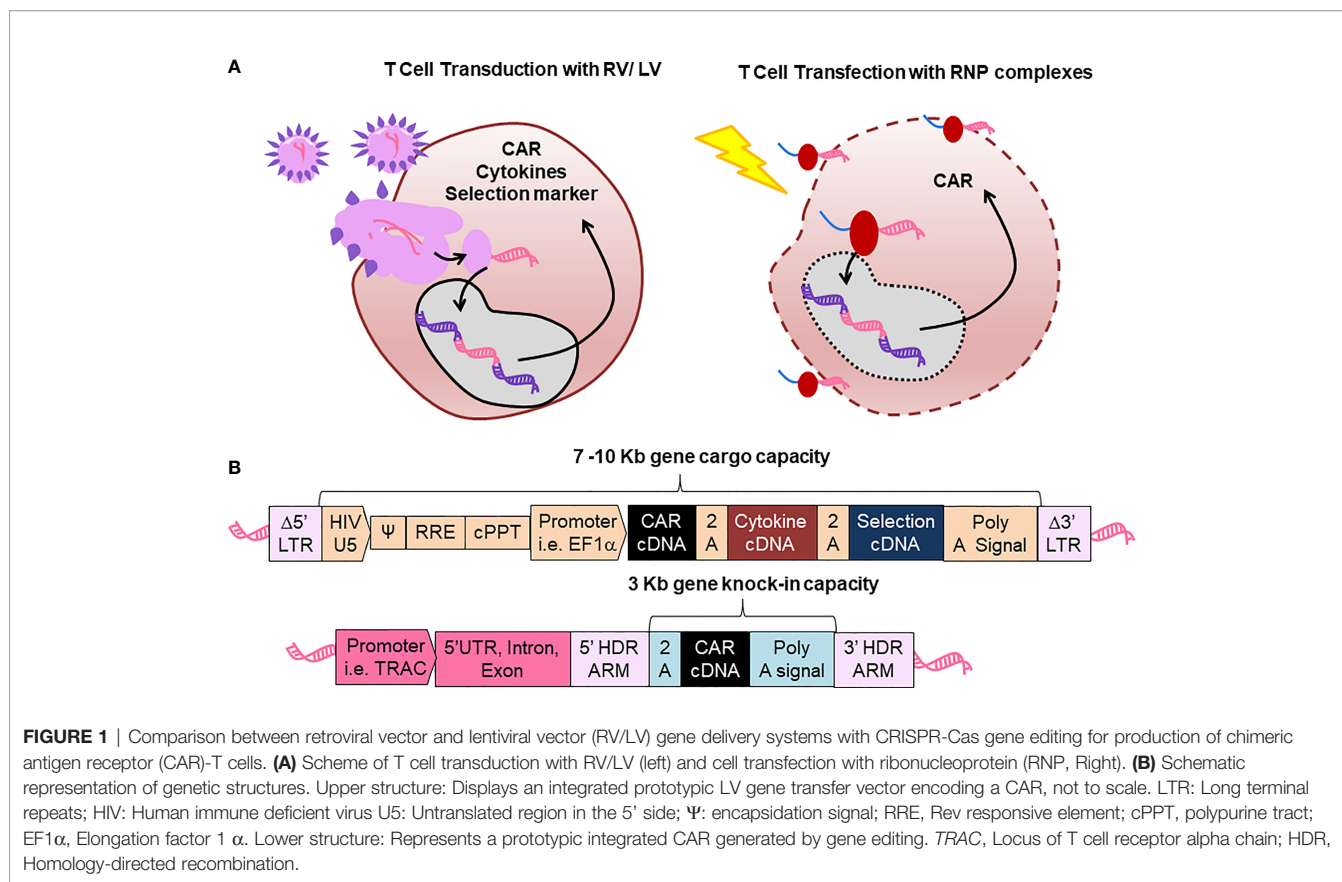 A
T Cell Transduction with RV/ LV
T Cell Transfection with RNP complexes
CAR
Cytokines
Selection marker
CAR
B
7 -10 Kb gene cargo capacity
Δ5’
LTR
HIV
U5
Ψ
RRE
cPPT
Promoter
i.e. EF1α
CAR
cDNA
2
A
Cytokine
cDNA
2
A
Selection
cDNA
Poly
A Signal
Δ3’
LTR
3 Kb gene knock-in capacity
Promoter
i.e. TRAC
5’UTR, Intron,
Exon
5’ HDR
ARM
2
A
CAR
cDNA
Poly
A signal
3’ HDR
ARM
FIGURE 1 | Comparison between retroviral vector and lentiviral vector (RV/LV) gene delivery systems with CRISPR-Cas gene editing for production of chimeric
antigen receptor (CAR)-T cells. (A) Scheme of T cell transduction with RV/LV (left) and cell transfection with ribonucleoprotein (RNP, Right). (B) Schematic
representation of genetic structures. Upper structure: Displays an integrated prototypic LV gene transfer vector encoding a CAR, not to scale. LTR: Long terminal
repeats; HIV: Human immune deficient virus U5: Untranslated region in the 5’ side; Ψ: encapsidation signal; RRE, Rev responsive element; cPPT, polypurine tract;
EF1α, Elongation factor 1 α. Lower structure: Represents a prototypic integrated CAR generated by gene editing. TRAC, Locus of T cell receptor alpha chain; HDR,
Homology-directed recombination.